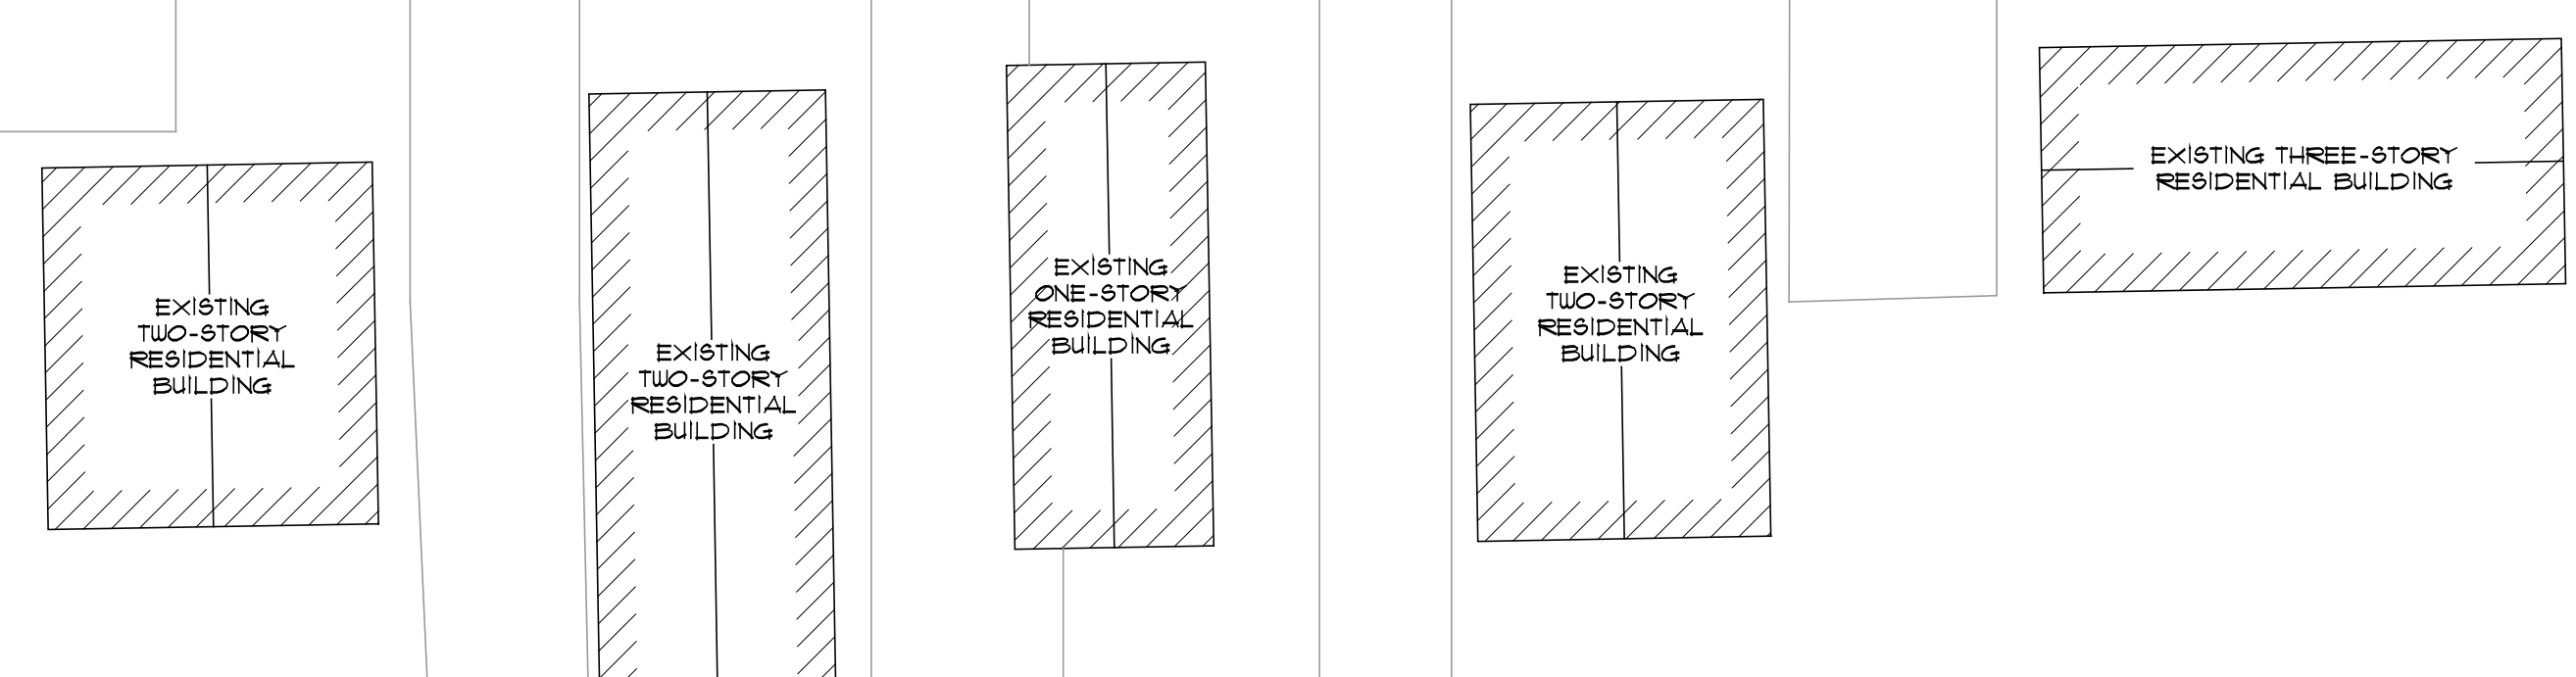 EXISTING
TWO-STORY
RESIDENTIAL
BUILDING
EXISTING
TWO-STORY
RESIDENTIAL
BUILDING
EXISTING
ONE-STORY
RESIDENTIAL
BUILDING
EXISTING
TWO-STORY
RESIDENTIAL
BUILDING
EXISTING THREE-STORY
RESIDENTIAL BUILDING